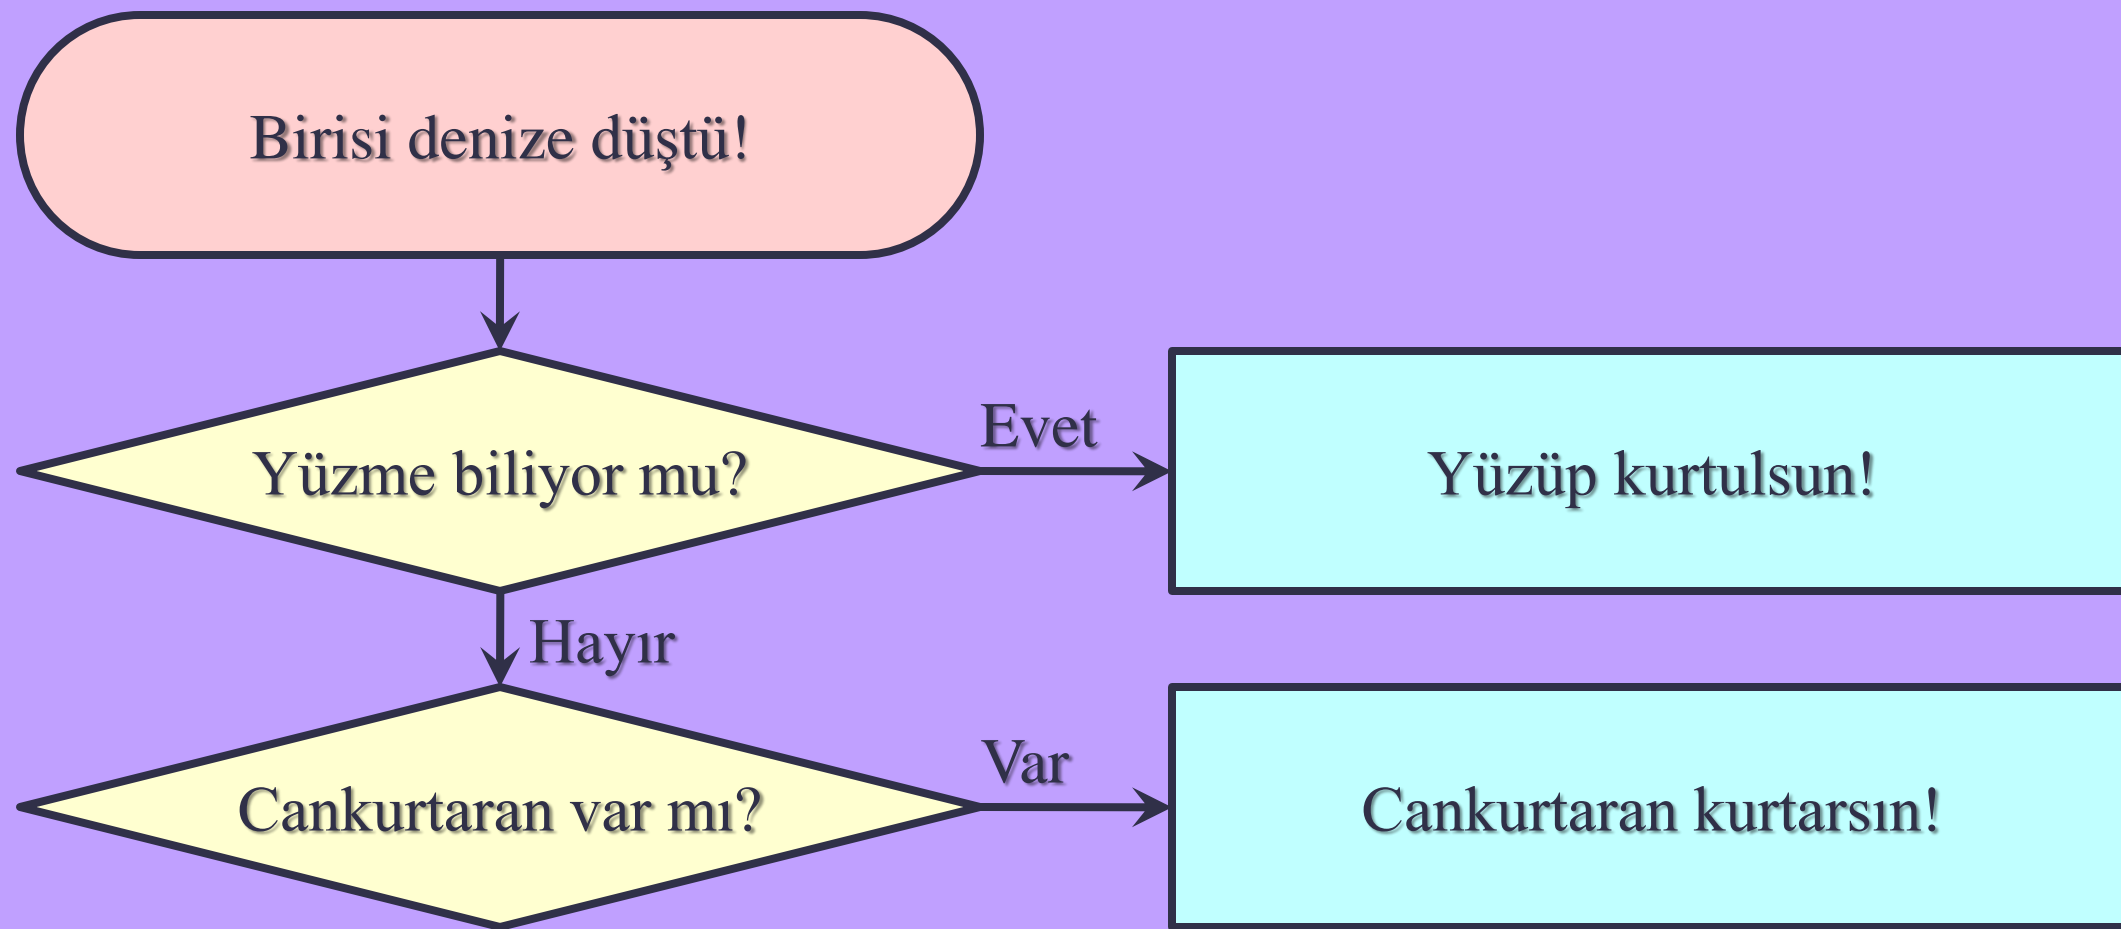 Birisi denize düştü!
Yüzme biliyor mu?
Evet
Yüzüp kurtulsun!
Hayır
Cankurtaran var mı?
Var
Cankurtaran kurtarsın!